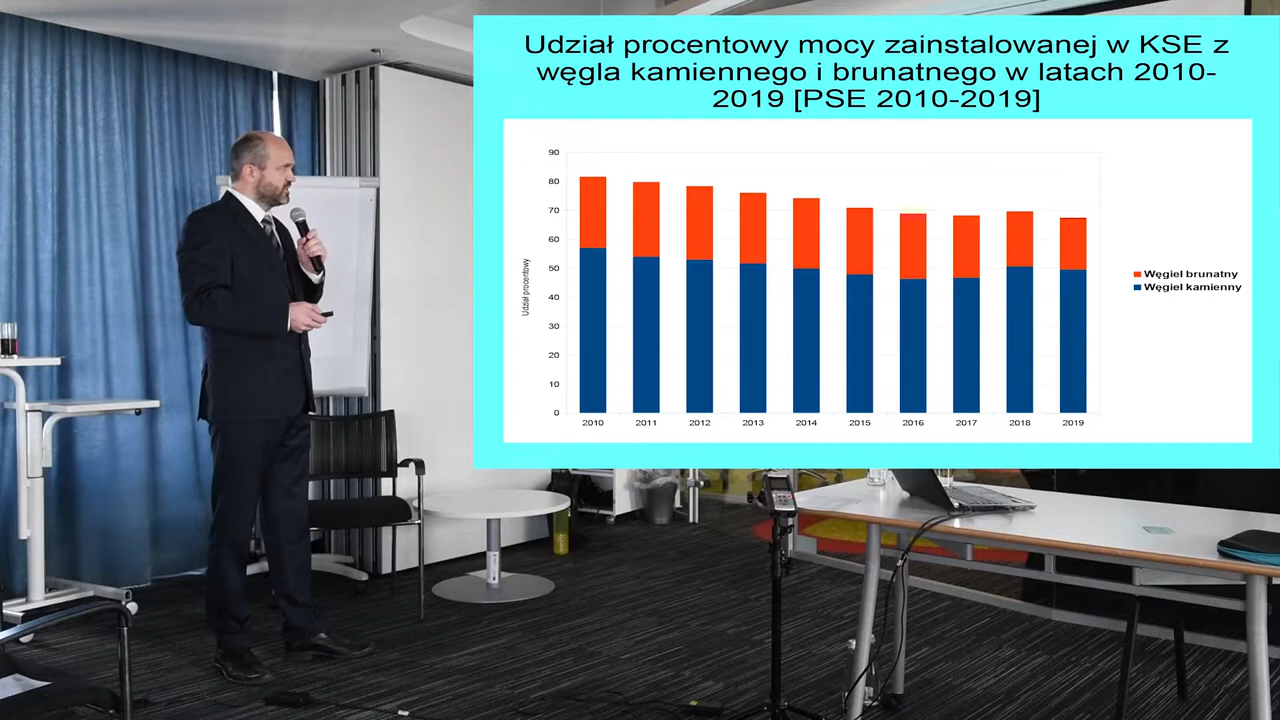 Udział procentowy mocy zainstalowanej w KSE z
węgla kamiennego i brunatnego w latach 2010-
2019 [PSE 2010-2019]
90
80
70
60
50
40
30
20
10
0
Udział procentowy
2010 2011 2012 2013 2014 2015 2016 2017 2018 2019
Węgiel brunatny
Węgiel kamienny